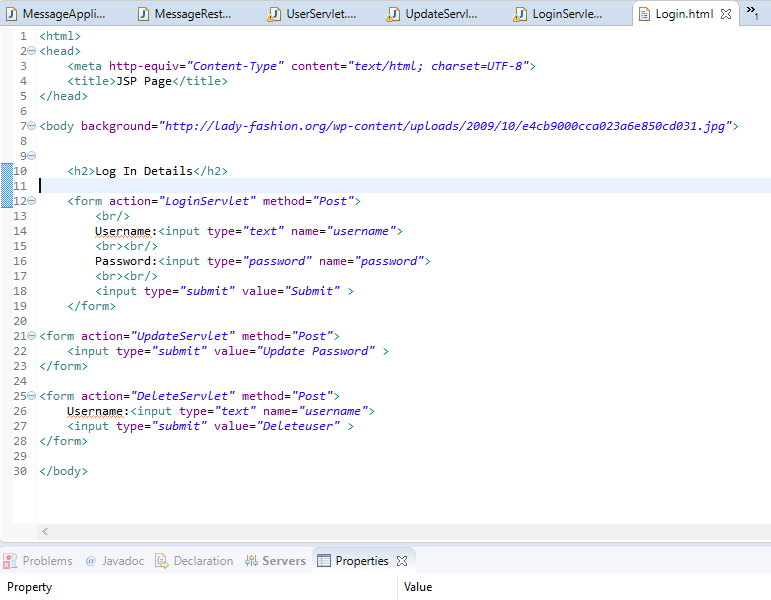 MessageAppli... MessageRest... UserServlet.... UpdateServl... LoginServle... Login.html »1
1 <html>
2 <head>
3 <meta http-equiv="Content-Type" content="text/html; charset=UTF-8">
4 <title>JSP Page</title>
5 </head>
6
7 <body background="http://lady-fashion.org/wp-content/uploads/2009/10/e4cb9000cca023a6e850cd031.jpg">
8
9
10 <h2>Log In Details</h2>
11
12 <form action="LoginServlet" method="Post">
13 <br/>
14 Username:<input type="text" name="username">
15 <br><br/>
16 Password:<input type="password" name="password">
17 <br><br/>
18 <input type="submit" value="Submit" >
19 </form>
20
21 <form action="UpdateServlet" method="Post">
22 <input type="submit" value="Update Password" >
23 </form>
24
25 <form action="DeleteServlet" method="Post">
26 Username:<input type="text" name="username">
27 <input type="submit" value="Deleteuser" >
28 </form>
29
30 </body>
Problems @ Javadoc Declaration Servers Properties
Property Value